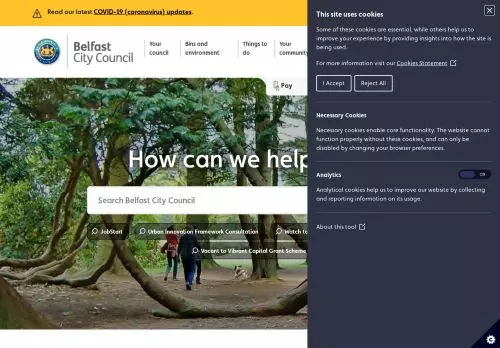 Read our latest COVID-19 (coronavirus) updates.
Belfast
City Council
Your
council
Bins and
environment
Things to
do
Your
community
Pay
How can we help
Search Belfast City Council
JobStart
Urban Innovation Framework Consultation
Vacant to Vibrant Capital Grant Scheme
This site uses cookies
Some of these cookies are essential, while others help us to
improve your experience by providing insights into how the site is
being used.
For more information visit our Cookies Statement
I Accept
Reject All
Necessary Cookies
Necessary cookies enable core functionality. The website cannot
function properly without these cookies, and can only be
disabled by changing your browser preferences.
Analytics
Off
Analytical cookies help us to improve our website by collecting
and reporting information on its usage.
About this tool